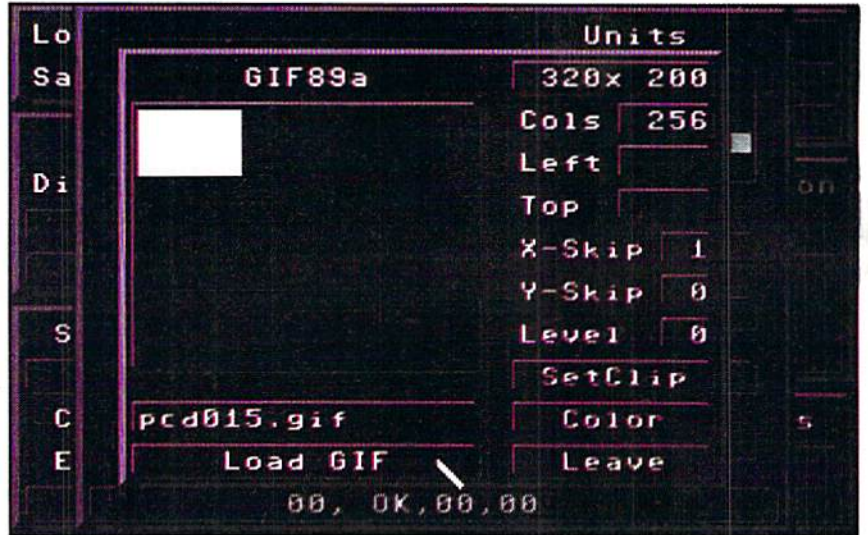 Lo
Units
Sa
GIF89a
320x 200
Cols 256
Left
Di
on
Top
X-Skip 1
Y-Skip 0
S
Level 0
SetClip
C
pcd015.gif
Color
s
E
Load GIF
Leave
00, OK,00,00